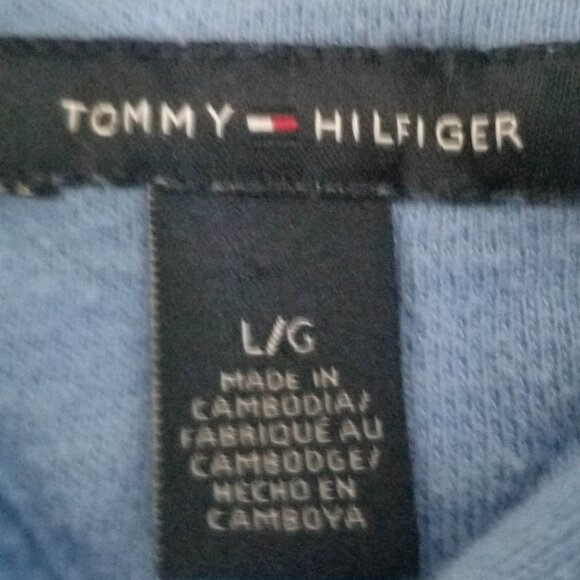 TOMMY HILFIGER
L/G
MADE IN
CAMBODIA/
FABRIQUÉ AU
CAMBODGE/
HECHO EN
CAMBOYA